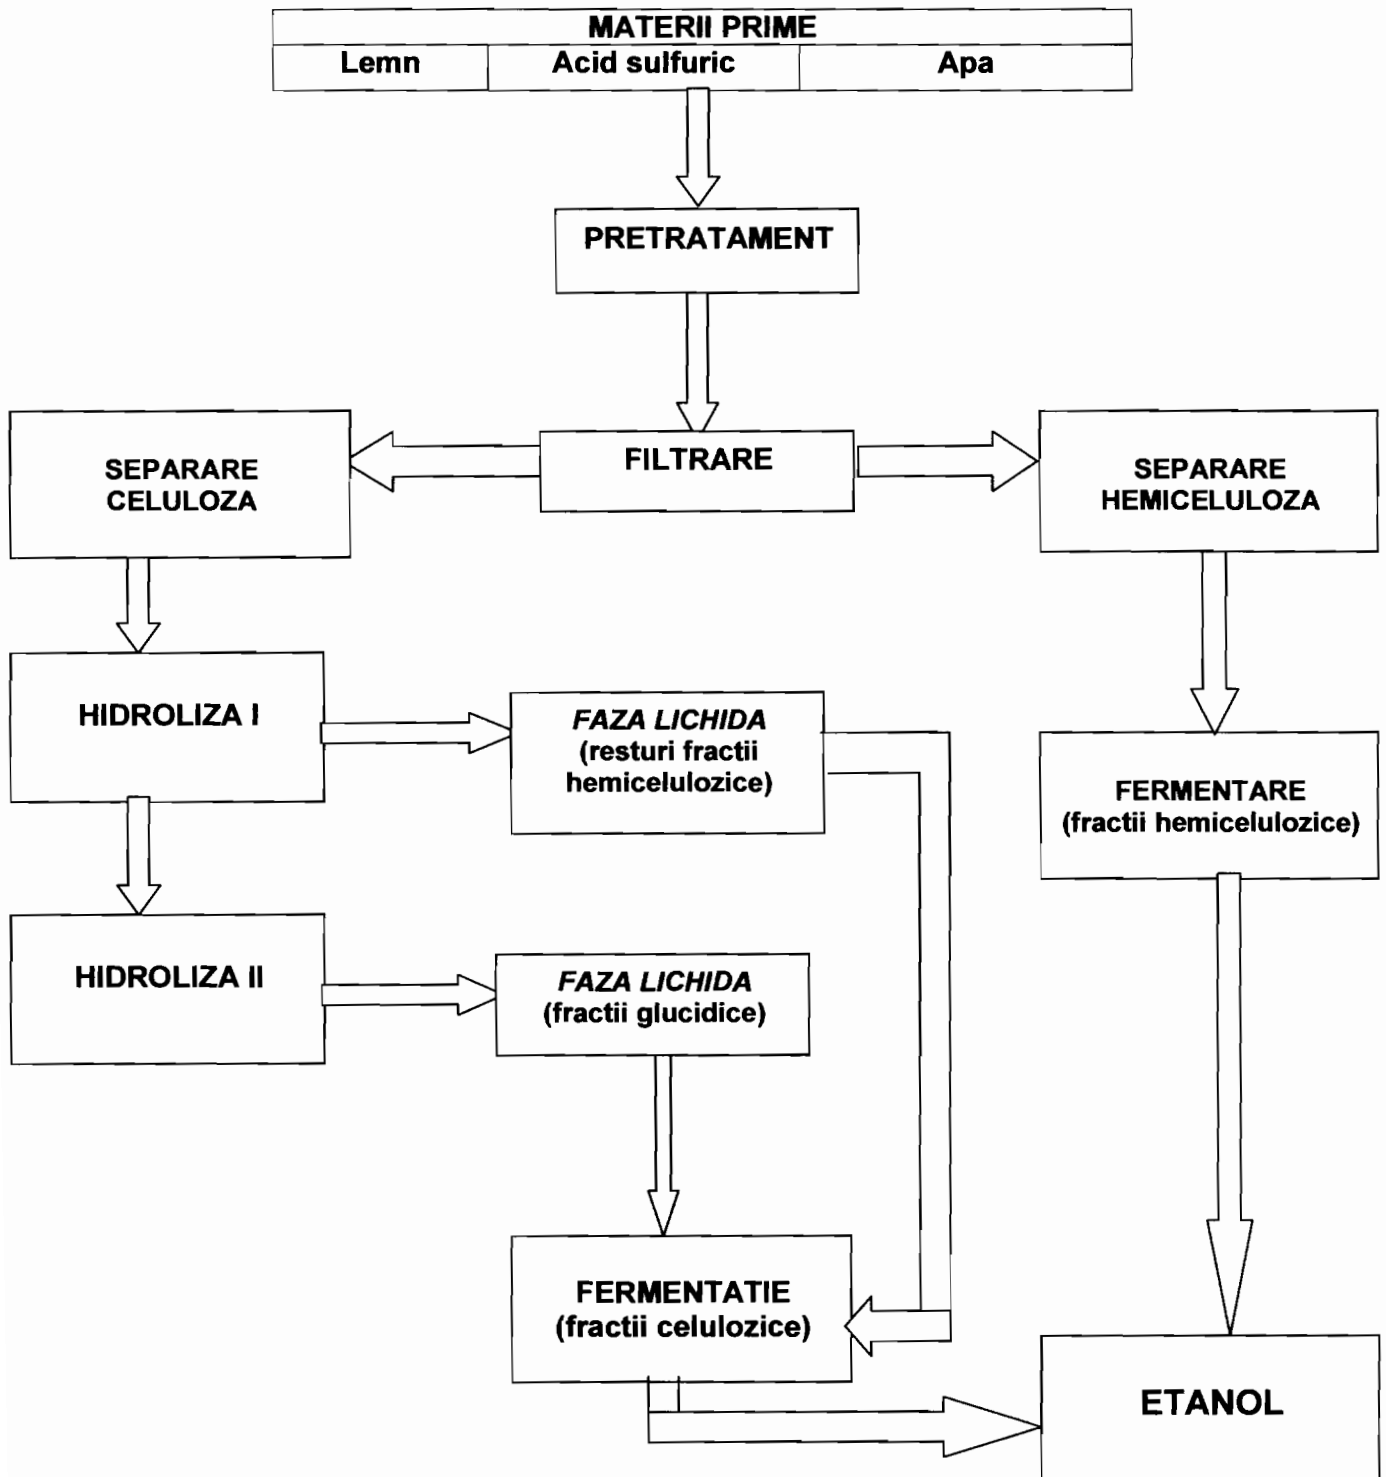 MATERII PRIME
Lemn Acid sulfuric Apa
PRETRATAMENT
FILTRARE
SEPARARE
CELULOZA
SEPARARE
HEMICELULOZA
HIDROLIZA I
FAZA LICHIDA
(resturi fractii
hemicelulozice)
FERMENTARE
(fractii hemicelulozice)
HIDROLIZA II
FAZA LICHIDA
(fractii glucidice)
FERMENTATIE
(fractii celulozice)
ETANOL